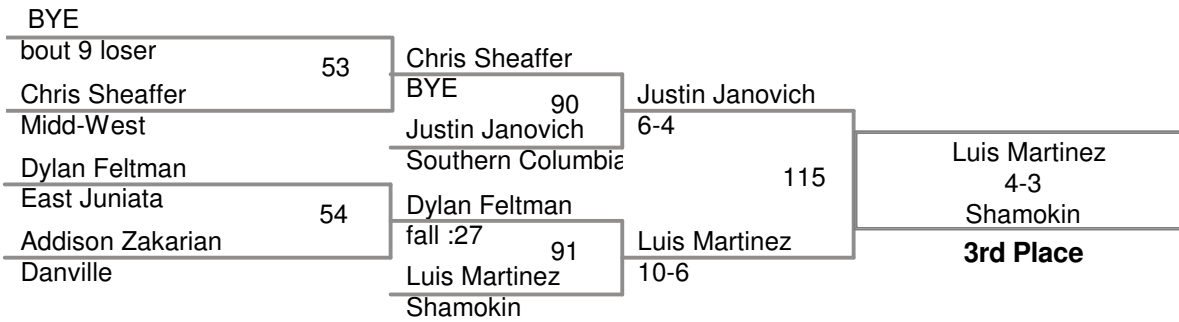 BYE
bout 9 loser
53
Chris Sheaffer
Midd-West
Dylan Feltman
East Juniata
54
Addison Zakarian
Danville
Chris Sheaffer
BYE
90
Justin Janovich
Southern Columbia
Dylan Feltman
fall :27
91
Luis Martinez
Shamokin
Justin Janovich
6-4
115
Luis Martinez
10-6
Luis Martinez
4-3
Shamokin
3rd Place